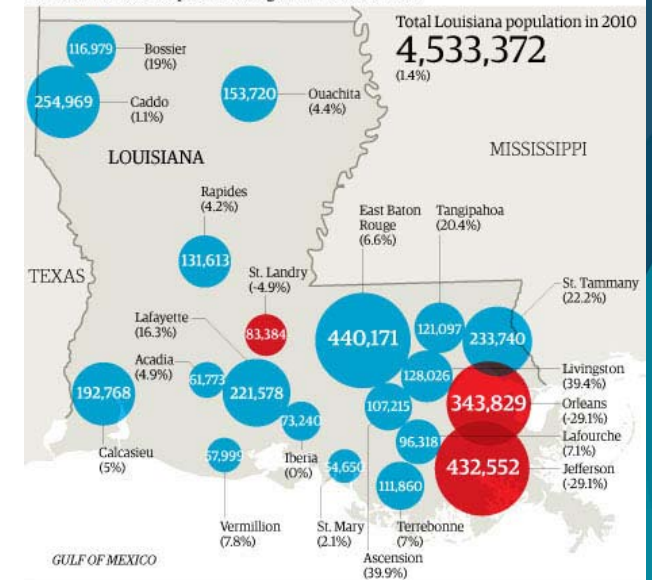 Total Louisiana population in 2010
4,533,372
(1.4%)
116,979
Bossier
(19%)
254,969
Caddo
(1.1%)
153,720
Ouachita
(4.4%)
LOUISIANA
MISSISSIPPI
Rapides
(4.2%)
131,613
East Baton
Rouge
(6.6%)
Tangipahoa
(20.4%)
TEXAS
St. Landry
(-4.9%)
83,384
St. Tammany
(22.2%)
Lafayette
(16.3%)
440,171
121,097
233,740
Acadia
(4.9%)
61,773
221,578
192,768
128,026
Livingston
(39.4%)
107,215
343,829
Orleans
(-29.1%)
73,240
96,318
Lafourche
(7.1%)
Calcasieu
(5%)
57,999
Iberia
(0%)
54,650
432,552
Jefferson
(-29.1%)
111,860
Vermillion
(7.8%)
St. Mary
(2.1%)
Terrebonne
(7%)
Ascension
(39.9%)
GULF OF MEXICO